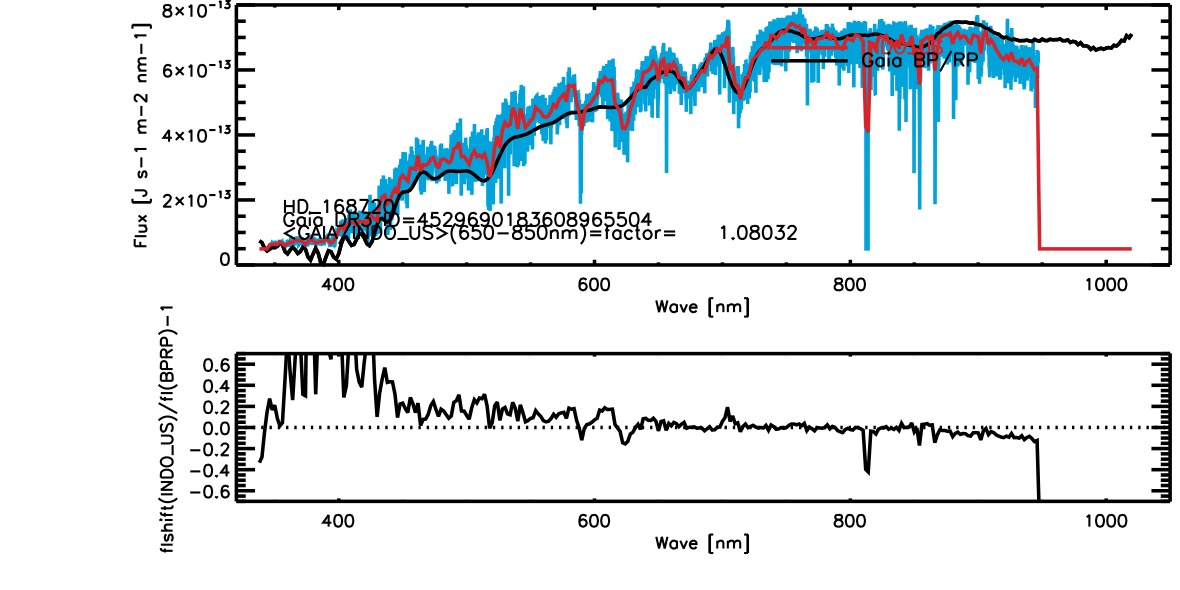 8×10−13
6×10−13
4×10−13
2×10−13
0
Flux [J s−1 m−2 nm−1]
Gaia BP/RP
HD_168720
Gaia DR3 ID=4529690183608965504
<GAIA/INDO_US>(650−850nm)=factor= 1.08032
400 600 800 1000
Wave [nm]
flshift(INDO_US)/fl(BPRP)−1
0.6
0.4
0.2
0.0
−0.2
−0.4
−0.6
400 600 800 1000
Wave [nm]